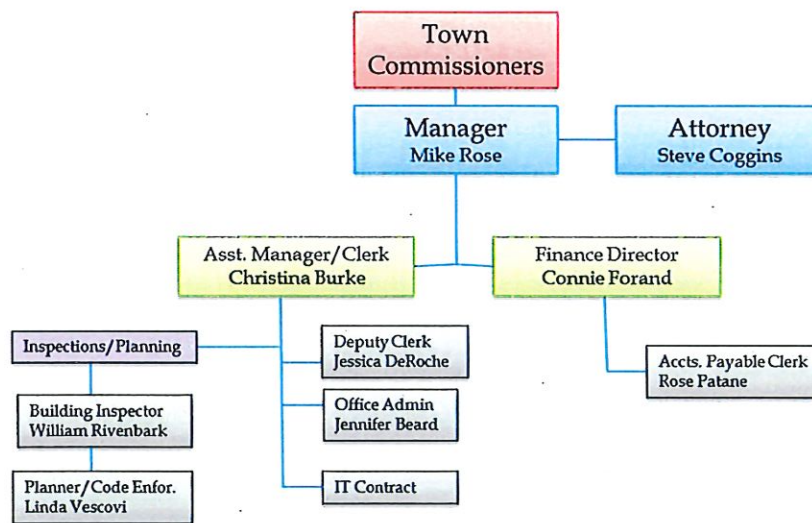 Town
Commissioners
Manager
Mike Rose
Attorney
Steve Coggins
Asst. Manager/Clerk
Christina Burke
Finance Director
Connie Forand
Inspections/Planning
Deputy Clerk
Jessica DeRoche
Accts. Payable Clerk
Rose Patane
Building Inspector
William Rivenbark
Office Admin
Jennifer Beard
Planner/Code Enfor.
Linda Vescovi
IT Contract